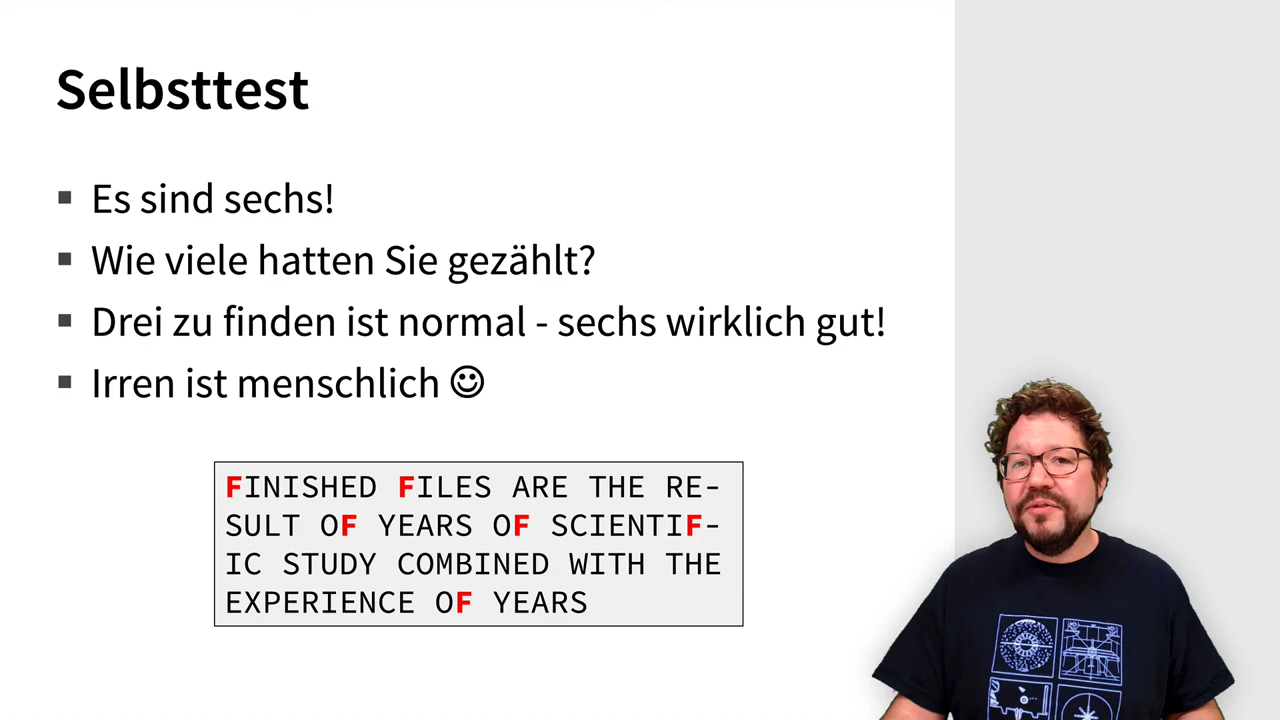 Selbsttest
Es sind sechs!
Wie viele hatten Sie gezählt?
Drei zu finden ist normal - sechs wirklich gut!
Irren ist menschlich ☺
FINISHED FILES ARE THE RE-
SULT OF YEARS OF SCIENTIF-
IC STUDY COMBINED WITH THE
EXPERIENCE OF YEARS